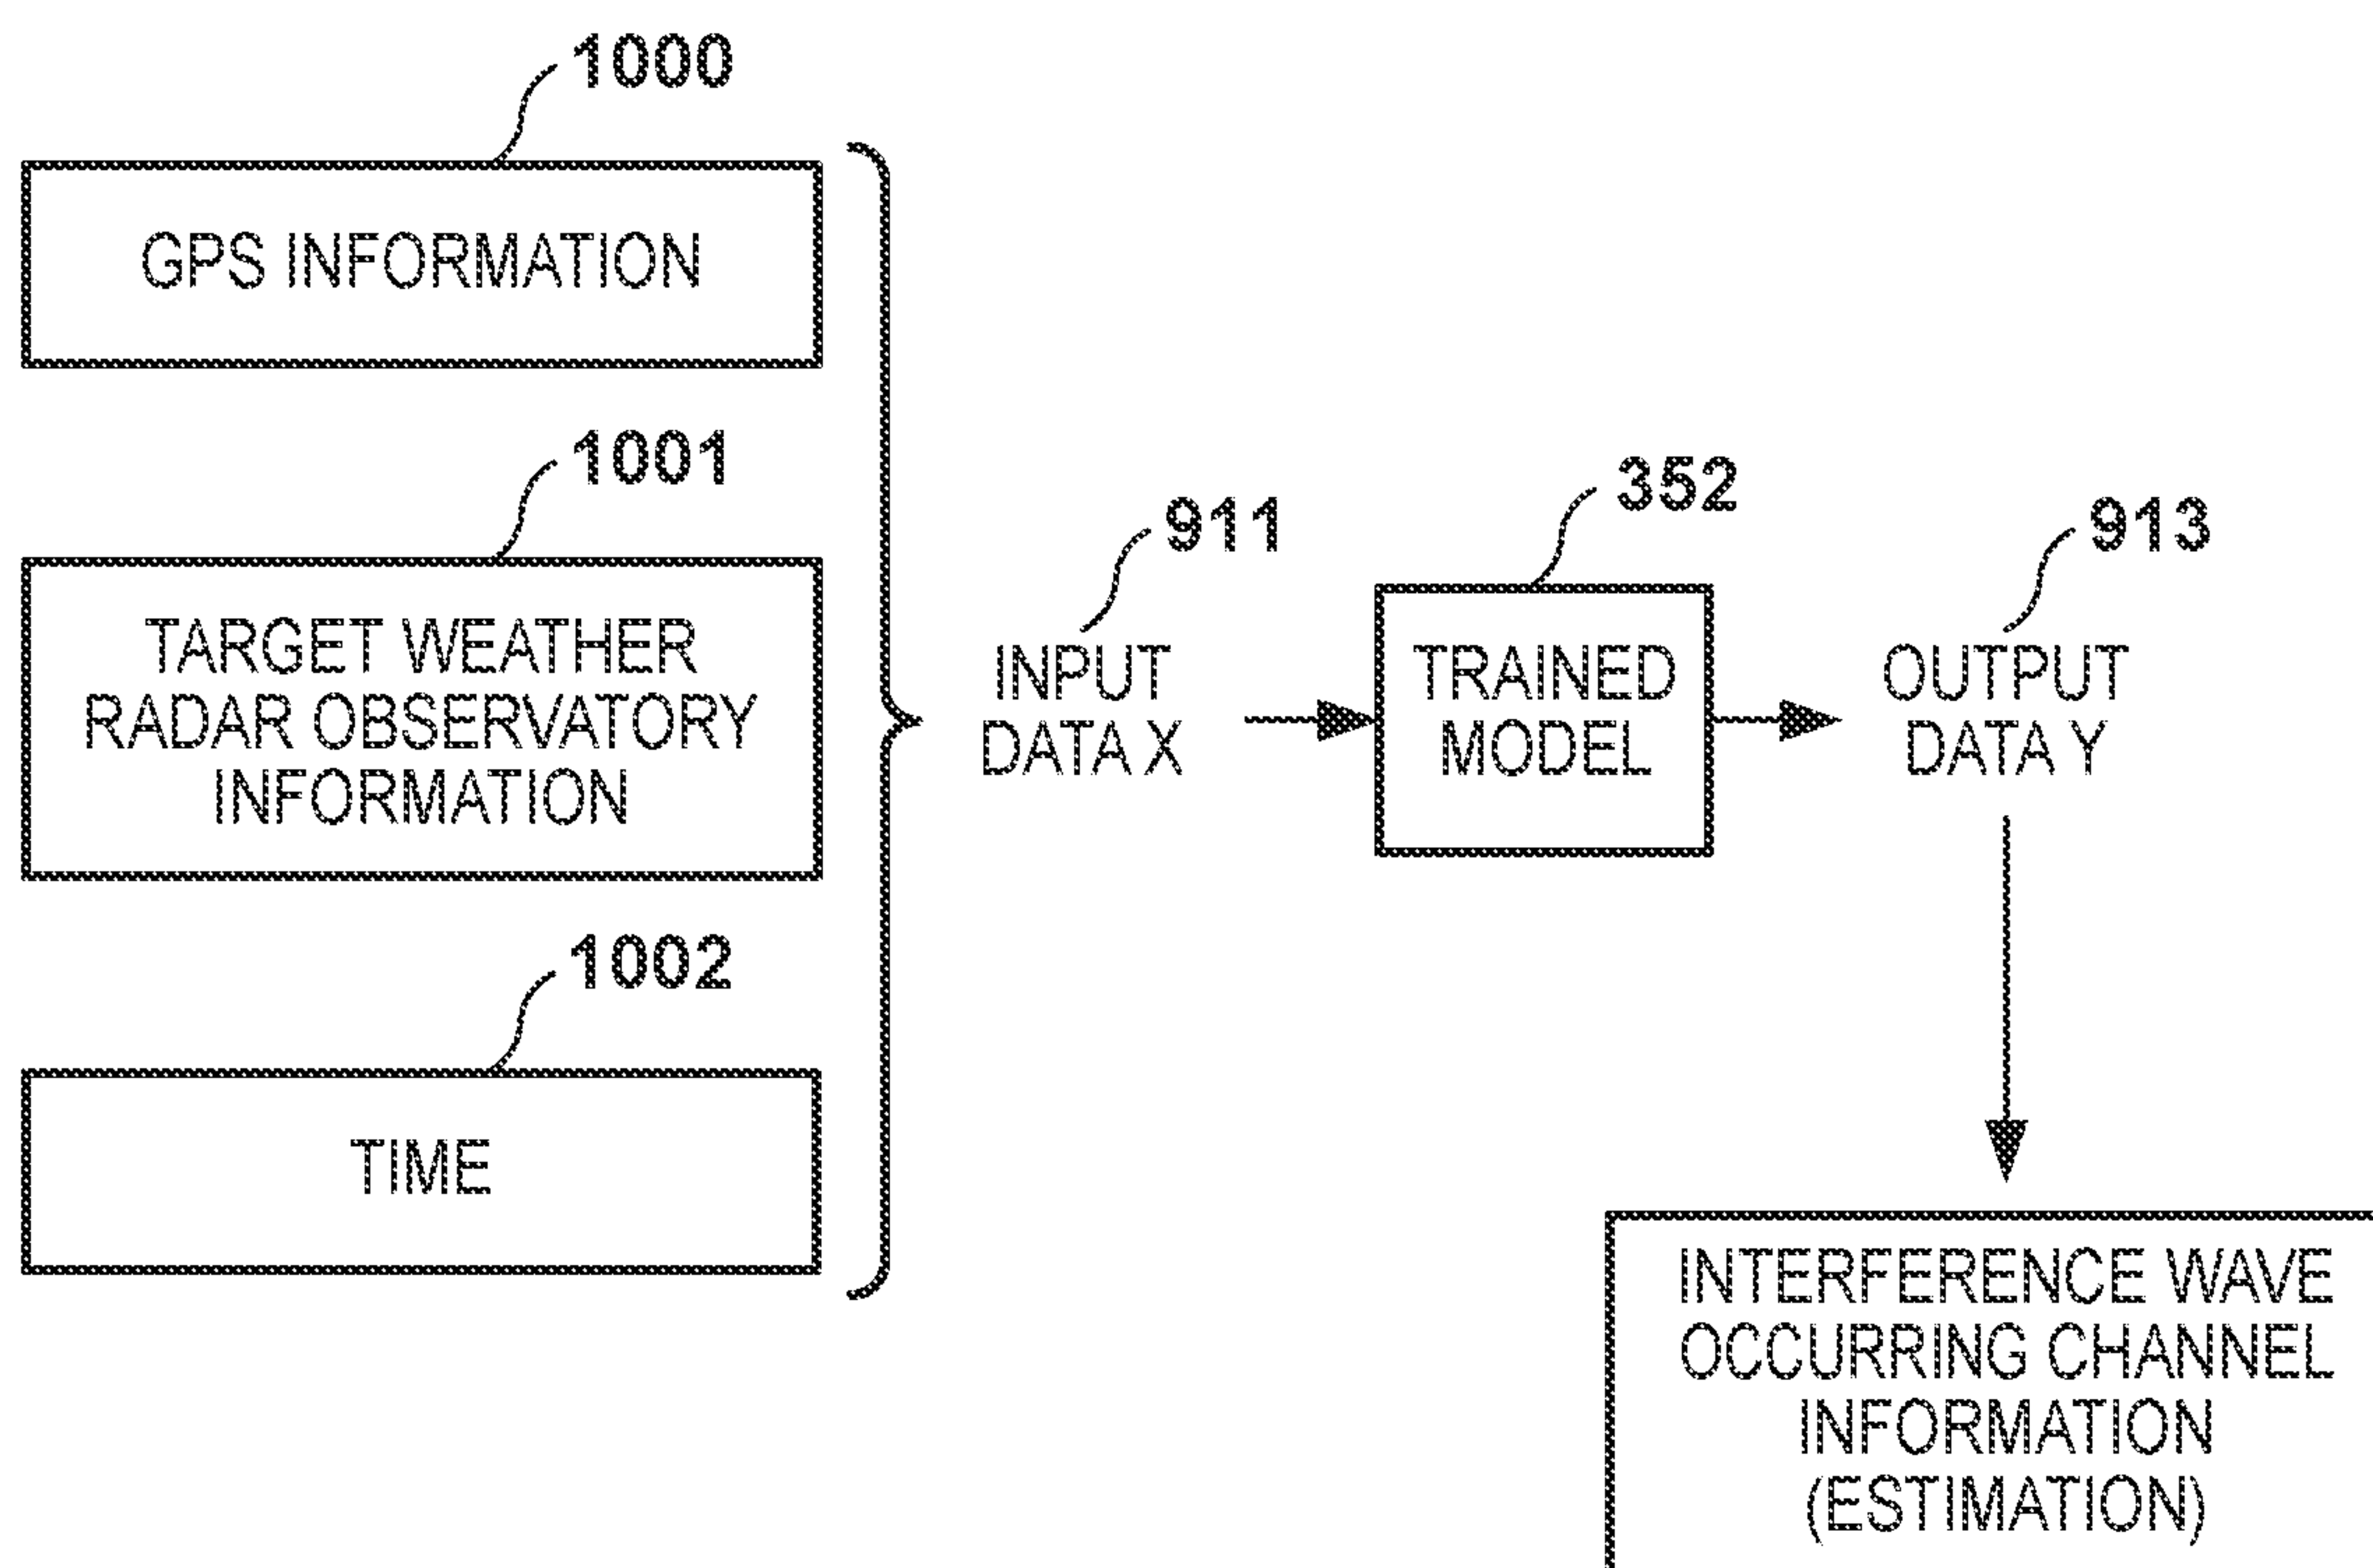 1000
GPS INFORMATION
1001
TARGET WEATHER
RADAR OBSERVATORY
INFORMATION
1002
TIME
911
INPUT
DATA X
352
TRAINED
MODEL
913
OUTPUT
DATA Y
INTERFERENCE WAVE
OCCURRING CHANNEL
INFORMATION
(ESTIMATION)